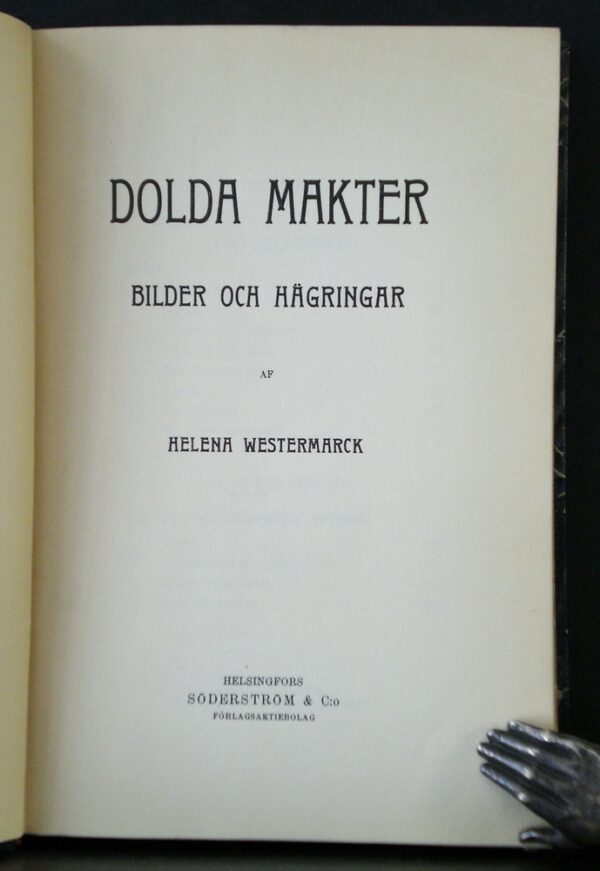 DOLDA MAKTER
BILDER OCH HÄGRINGAR
AF
HELENA WESTERMARCK
HELSINGFORS
SÖDERSTRÖM & C:o
FÖRLAGSAKTIEBOLAG